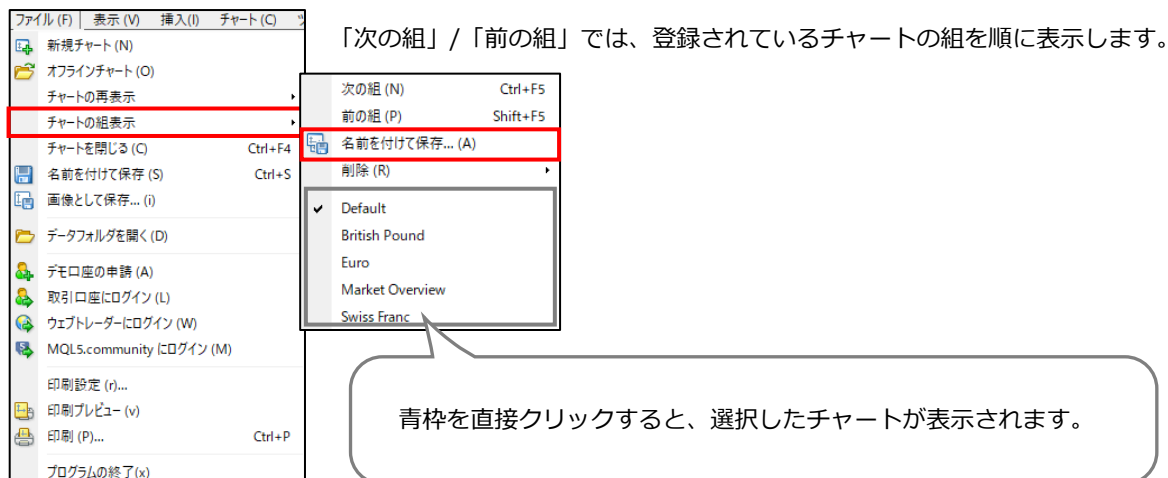 ファイル (F) 表示 (V) 挿入(I) チャート (C)
「次の組」/「前の組」では、登録されているチャートの組を順に表示します。
新規チャート (N)
オフラインチャート (O)
チャートの再表示
チャートの組表示
チャートを閉じる (C) Ctrl+F4
名前を付けて保存 (S) Ctrl+S
画像として保存... (i)
データフォルダを開く (D)
デモ口座の申請 (A)
取引口座にログイン (L)
ウェブトレーダーにログイン (W)
MQL5.community にログイン (M)
印刷設定 (r)...
印刷プレビュー (v)
印刷 (P)... Ctrl+P
プログラムの終了(x)
次の組 (N) Ctrl+F5
前の組 (P) Shift+F5
名前を付けて保存... (A)
削除 (R)
Default
British Pound
Euro
Market Overview
Swiss Franc
青枠を直接クリックすると、選択したチャートが表示されます。